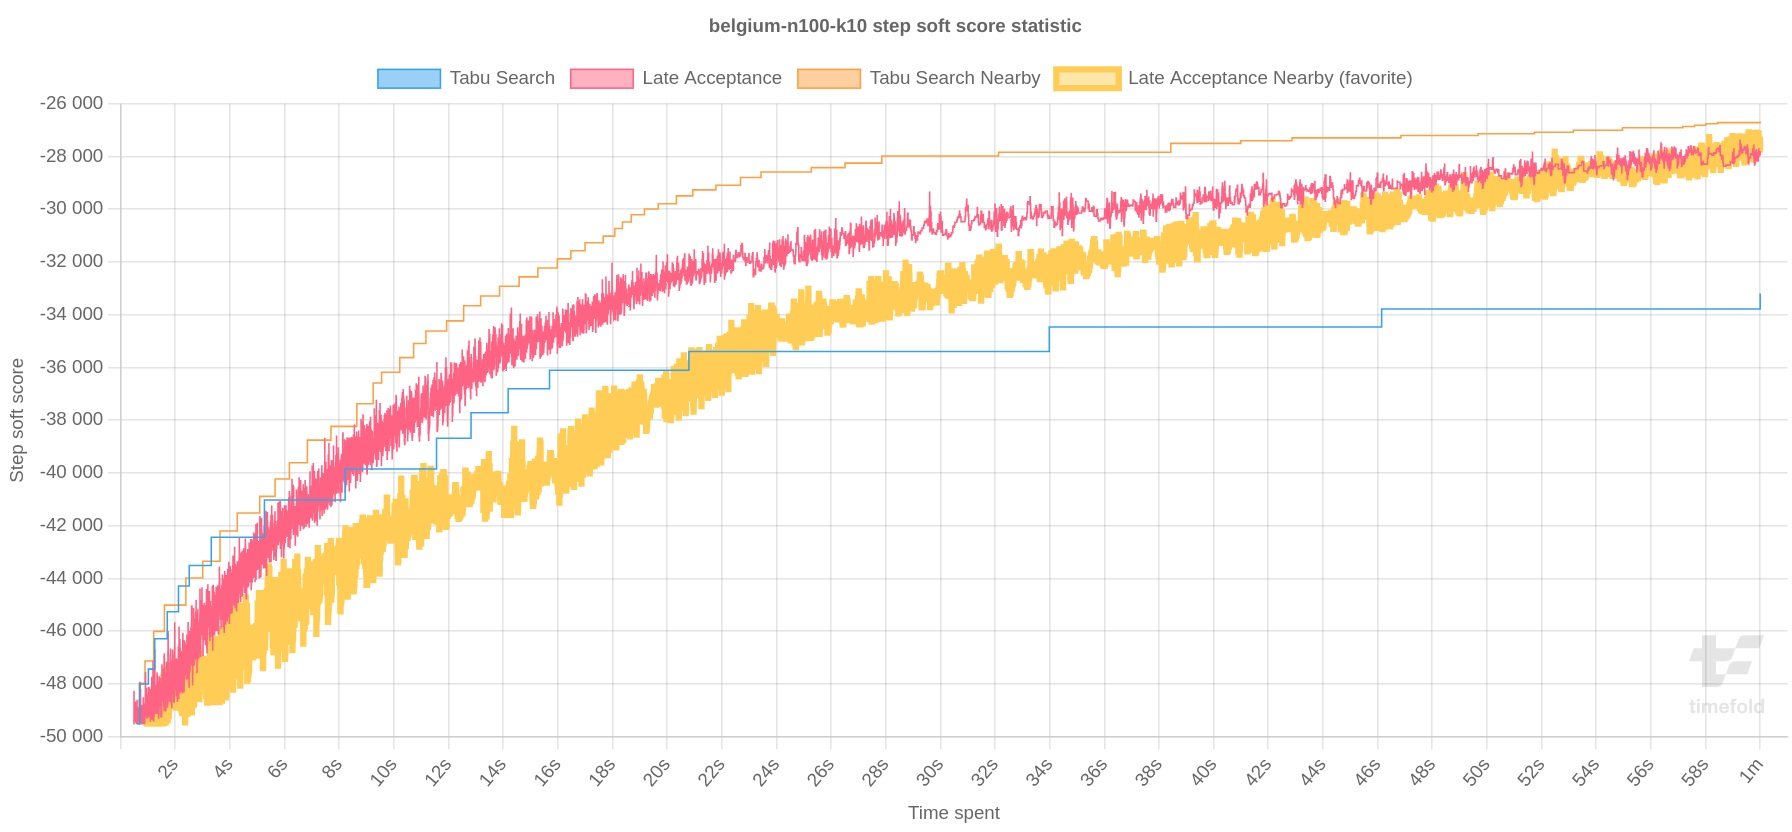 belgium-n100-k10 step soft score statistic
Tabu Search Late Acceptance Tabu Search Nearby Late Acceptance Nearby (favorite)
Step soft score
-26 000
-28 000
-30 000
-32 000
-34 000
-36 000
-38 000
-40 000
-42 000
-44 000
-46 000
-48 000
-50 000
timefold
2s 4s 6s 8s 10s 12s 14s 16s 18s 20s 22s 24s 26s 28s 30s 32s 34s 36s 38s 40s 42s 44s 46s 48s 50s 52s 54s 56s 58s 1m
Time spent